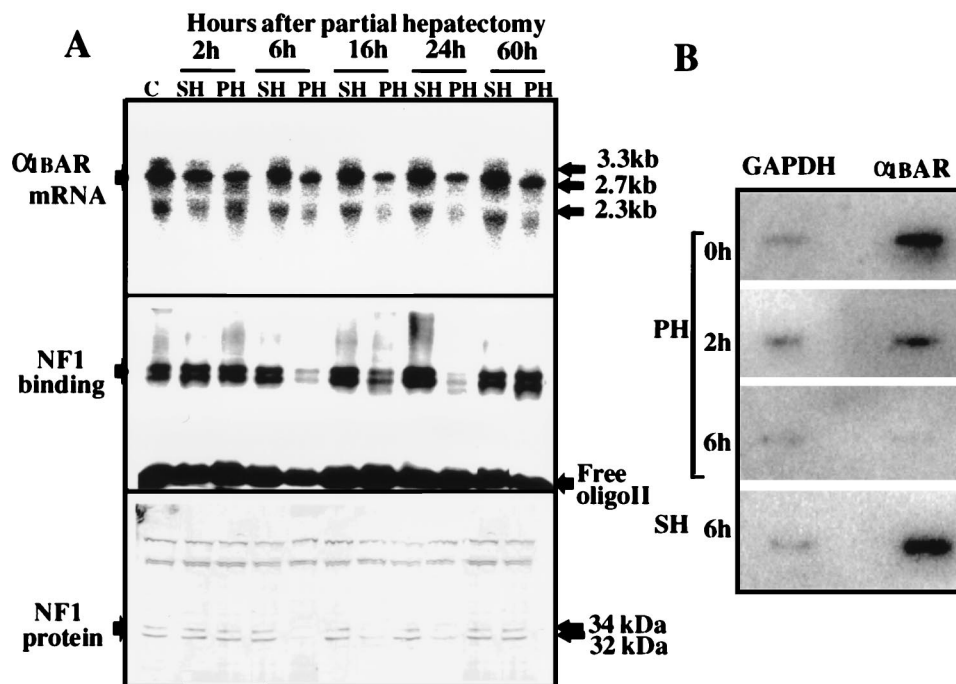 A
Hours after partial hepatectomy
2h 6h 16h 24h 60h
C SH PH SH PH SH PH SH PH SH PH
α1BAR
mRNA
3.3kb
2.7kb
2.3kb
NF1
binding
Free
oligoII
NF1
protein
34 kDa
32 kDa
B
GAPDH α1BAR
0h
PH 2h
6h
SH 6h